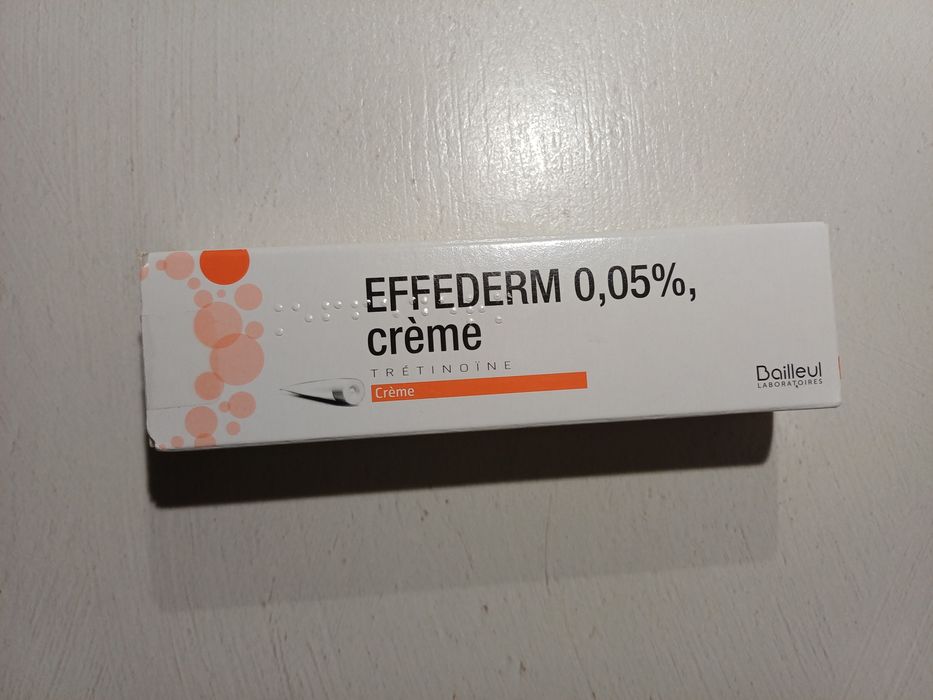 EFFEDERM 0,05%,
crème
TRÉTINOÏNE
Crème
Bailleul
LABORATOIRES